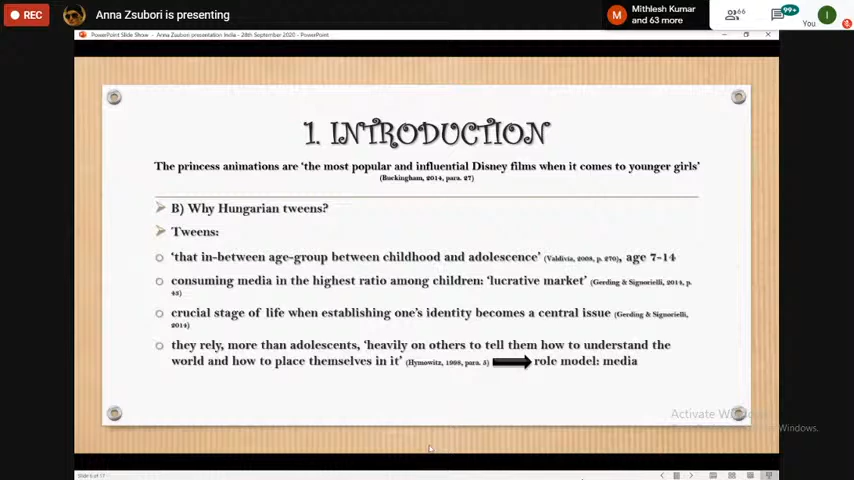 REC
Anna Zsubori is presenting
M
Mithlesh Kumar
and 63 more
66
99+
You
I
PowerPoint Slide Show - Anna Zsubori presentation India - 28th September 2020 - PowerPoint
1. INTRODUCTION
The princess animations are ‘the most popular and influential Disney films when it comes to younger girls’
(Buckingham, 2014, para. 27)
B) Why Hungarian tweens?
Tweens:
‘that in-between age-group between childhood and adolescence’ (Valdivia, 2008, p. 270), age 7-14
consuming media in the highest ratio among children: ‘lucrative market’ (Gerding & Signorielli, 2014, p.
43)
crucial stage of life when establishing one’s identity becomes a central issue (Gerding & Signorielli,
2014)
they rely, more than adolescents, ‘heavily on others to tell them how to understand the
world and how to place themselves in it’ (Hymowitz, 1998, para. 5) role model: media
Activate Windows
Windows.